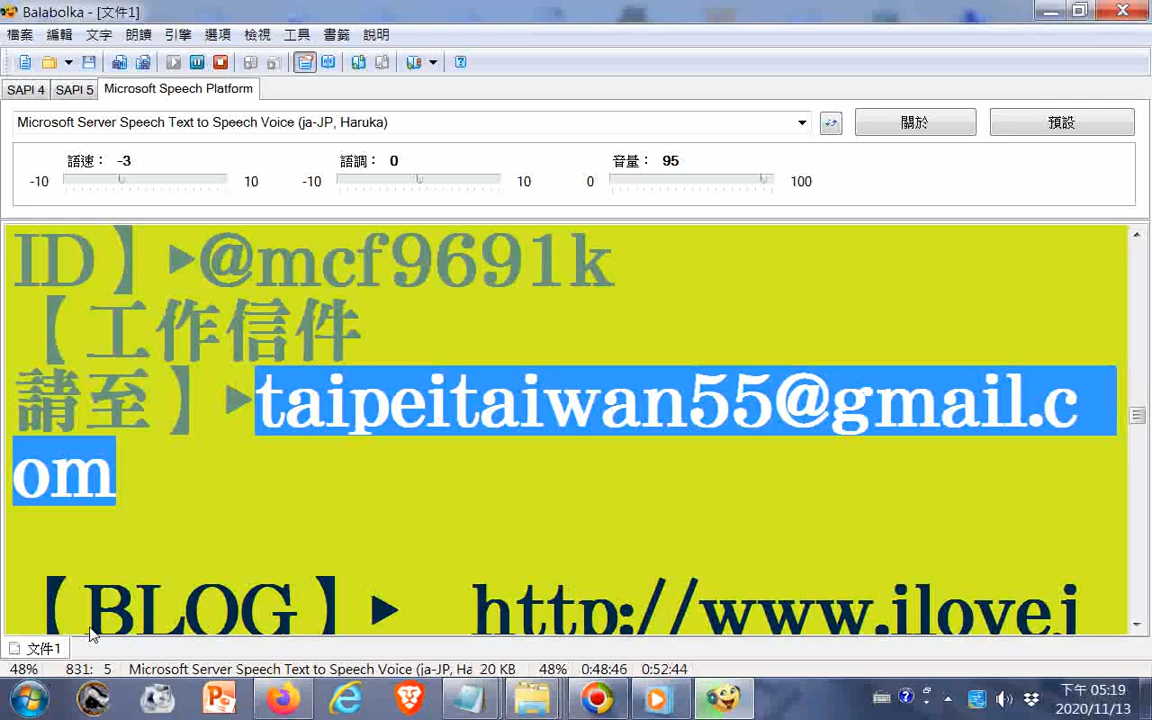 Balabolka - [文件1]
檔案 編輯 文字 朗讀 引擎 選項 檢視 工具 書籤 說明
SAPI 4 SAPI 5 Microsoft Speech Platform
Microsoft Server Speech Text to Speech Voice (ja-JP, Haruka) 關於 預設
語速： -3 語調： 0 音量： 95
-10 10 -10 10 0 100
ID】►@mcf9691k
【工作信件
請至】►taipeitaiwan55@gmail.c
om
【BLOG】► http://www.ilovej
文件1
48% 831: 5 Microsoft Server Speech Text to Speech Voice (ja-JP, Ha 20 KB 48% 0:48:46 0:52:44
下午 05:19
2020/11/13